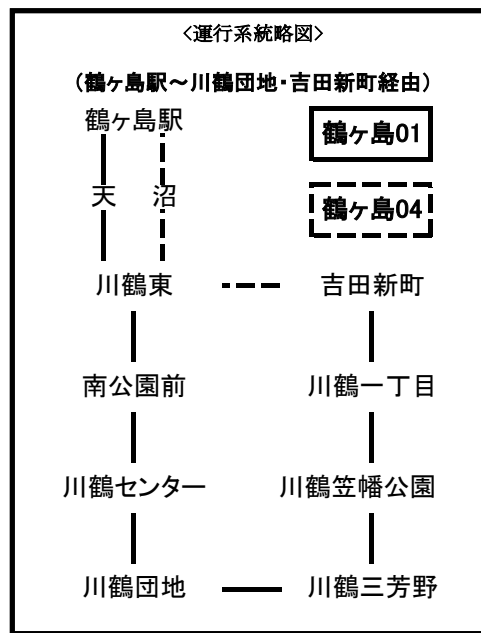 <運行系統略図>
（鶴ヶ島駅～川鶴団地・吉田新町経由）
鶴ヶ島駅
鶴ヶ島01
天 沼
鶴ヶ島04
川鶴東 吉田新町
南公園前 川鶴一丁目
川鶴センター 川鶴笠幡公園
川鶴団地 川鶴三芳野